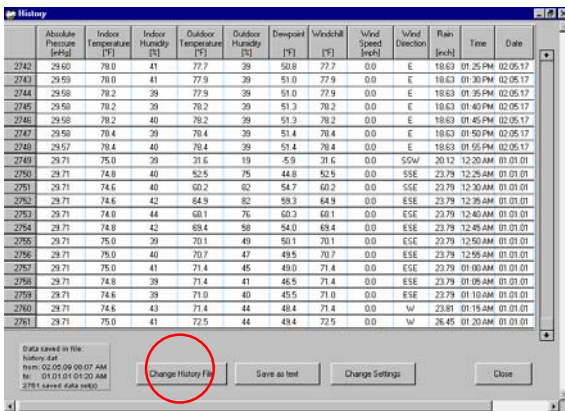 History
Absolute Pressure [inHg] Indoor Temperature [°F] Indoor Humidity [%] Outdoor Temperature [°F] Outdoor Humidity [%] Dewpoint [°F] Windchill [°F] Wind Speed [mph] Wind Direction Rain [inch] Time Date
2742 29.60 78.0 41 77.7 39 50.8 77.7 0.0 E 18.63 01:25 PM 02.05.17
2743 29.59 78.0 41 77.9 39 51.0 77.9 0.0 E 18.63 01:30 PM 02.05.17
2744 29.58 78.2 39 77.9 39 51.0 77.9 0.0 E 18.63 01:35 PM 02.05.17
2745 29.58 78.2 39 78.2 39 51.3 78.2 0.0 E 18.63 01:40 PM 02.05.17
2746 29.58 78.2 40 78.2 39 51.3 78.2 0.0 E 18.63 01:45 PM 02.05.17
2747 29.58 78.4 39 78.4 39 51.4 78.4 0.0 E 18.63 01:50 PM 02.05.17
2748 29.57 78.4 40 78.4 39 51.4 78.4 0.0 E 18.63 01:55 PM 02.05.17
2749 29.71 75.0 39 31.6 19 -5.9 31.6 0.0 SSW 20.12 12:20 AM 01.01.01
2750 29.71 74.8 40 52.5 75 44.8 52.5 0.0 SSE 23.79 12:25 AM 01.01.01
2751 29.71 74.6 40 60.2 82 54.7 60.2 0.0 SSE 23.79 12:30 AM 01.01.01
2752 29.71 74.6 42 64.9 82 59.3 64.9 0.0 ESE 23.79 12:35 AM 01.01.01
2753 29.71 74.8 44 68.1 76 60.3 68.1 0.0 ESE 23.79 12:40 AM 01.01.01
2754 29.71 74.8 42 69.4 58 54.0 69.4 0.0 ESE 23.79 12:45 AM 01.01.01
2755 29.71 75.0 39 70.1 49 50.1 70.1 0.0 ESE 23.79 12:50 AM 01.01.01
2756 29.71 75.0 40 70.7 47 49.5 70.7 0.0 ESE 23.79 12:55 AM 01.01.01
2757 29.71 75.0 41 71.4 45 49.0 71.4 0.0 ESE 23.79 01:00 AM 01.01.01
2758 29.71 74.8 39 71.4 41 46.5 71.4 0.0 ESE 23.79 01:05 AM 01.01.01
2759 29.71 74.6 39 71.0 40 45.5 71.0 0.0 ESE 23.79 01:10 AM 01.01.01
2760 29.71 74.6 43 71.4 44 48.4 71.4 0.0 W 23.81 01:15 AM 01.01.01
2761 29.71 75.0 41 72.5 44 49.4 72.5 0.0 W 26.45 01:20 AM 01.01.01
Data saved in file:
history.dat
from: 02.05.09 00:07 AM
to: 01.01.01 01:20 AM
2761 saved data set(s)
Change History File Save as text Change Settings Close